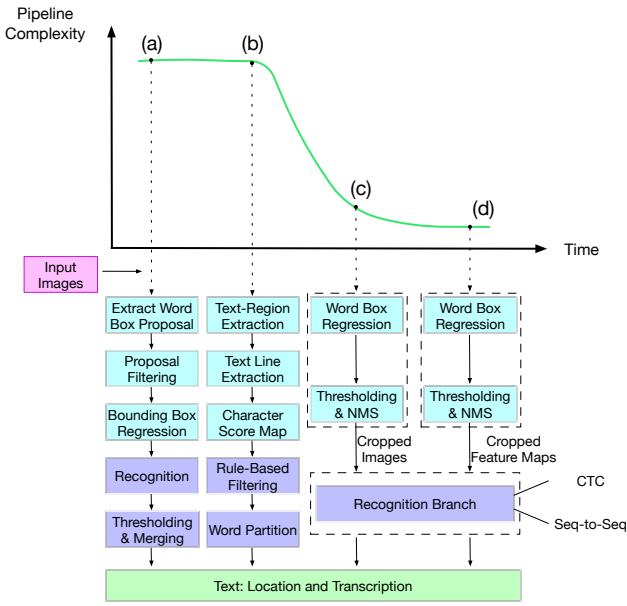 Pipeline
Complexity
(a)
(b)
(c)
(d)
Time
Input
Images
Extract Word
Box Proposal
Proposal
Filtering
Bounding Box
Regression
Recognition
Thresholding
& Merging
Text-Region
Extraction
Text Line
Extraction
Character
Score Map
Rule-Based
Filtering
Word Partition
Word Box
Regression
Thresholding
& NMS
Cropped
Images
Word Box
Regression
Thresholding
& NMS
Cropped
Feature Maps
Recognition Branch
CTC
Seq-to-Seq
Text: Location and Transcription